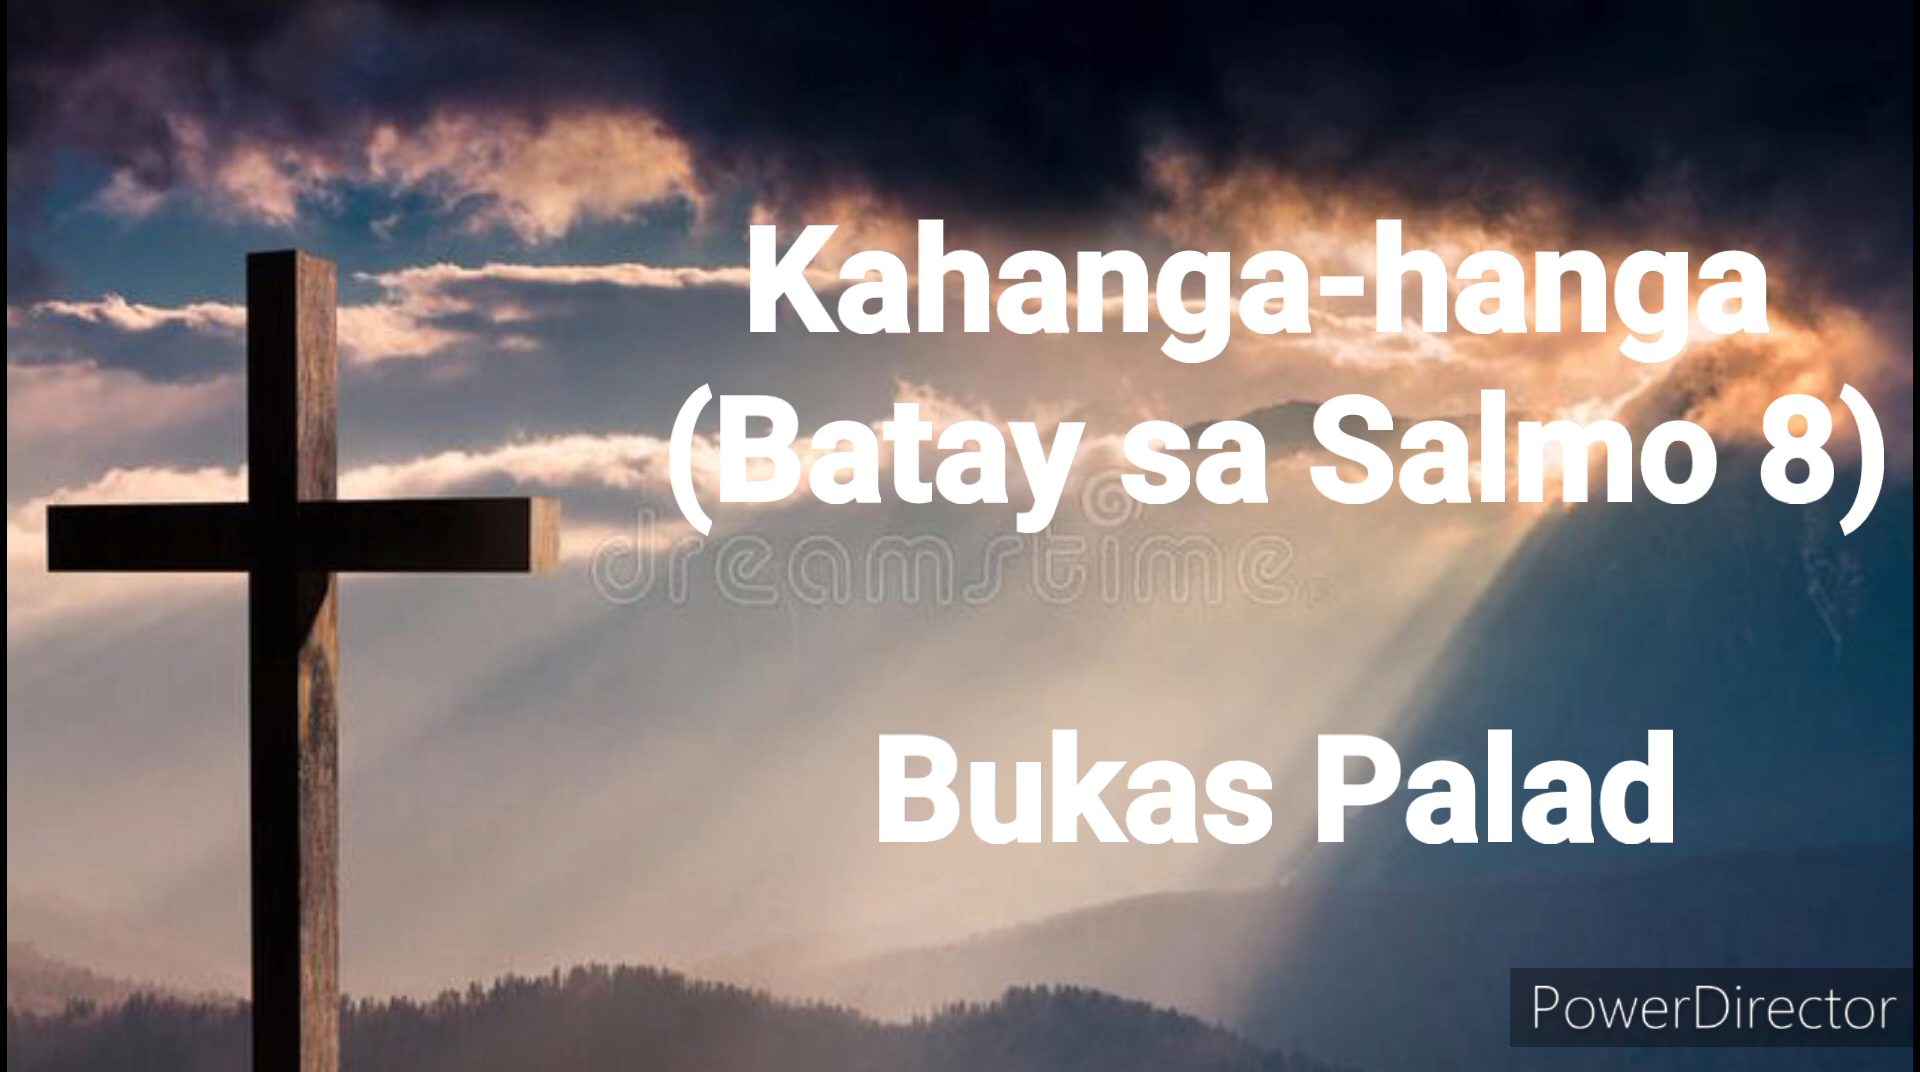 Kahanga-hanga
(Batay sa Salmo 8)
dreamstime
Bukas Palad
PowerDirector